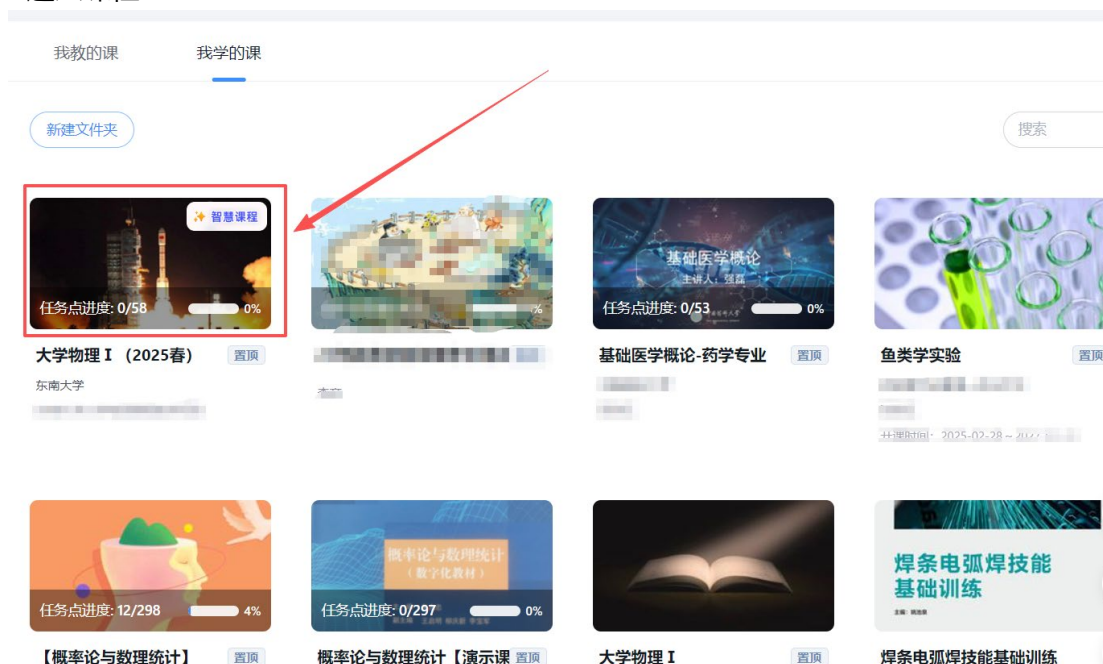 我教的课 我学的课
新建文件夹 搜索
智慧课程
任务点进度: 0/58 0%
大学物理Ⅰ（2025春） 置顶
东南大学
%
基础医学概论
主讲人：强磊
任务点进度: 0/53 0%
基础医学概论-药学专业 置顶
鱼类学实验 置顶
开课时间：2025-02-28 ~
任务点进度: 12/298 4%
【概率论与数理统计】 置顶
概率论与数理统计
（数字化教材）
任务点进度: 0/297 0%
概率论与数理统计【演示课 置顶
大学物理Ⅰ 置顶
焊条电弧焊技能
基础训练
焊条电弧焊技能基础训练